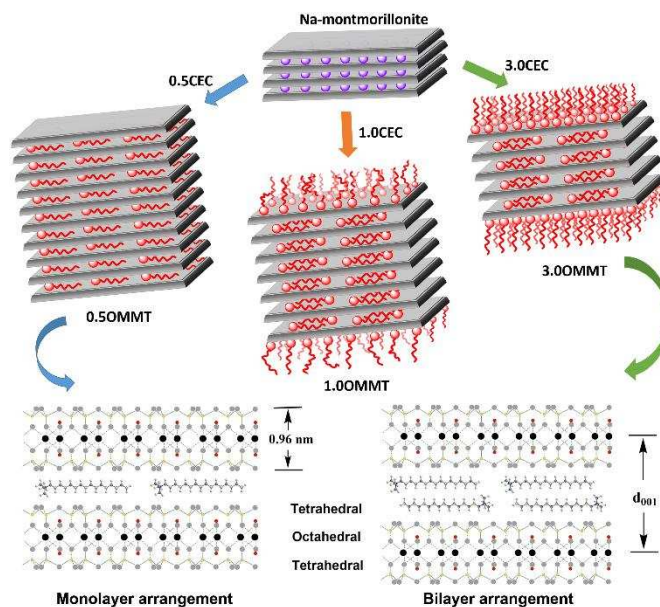 Na-montmorillonite
0.5CEC
3.0CEC
1.0CEC
0.5OMMT
3.0OMMT
1.0OMMT
0.96 nm
d001
Tetrahedral
Octahedral
Tetrahedral
Monolayer arrangement
Bilayer arrangement